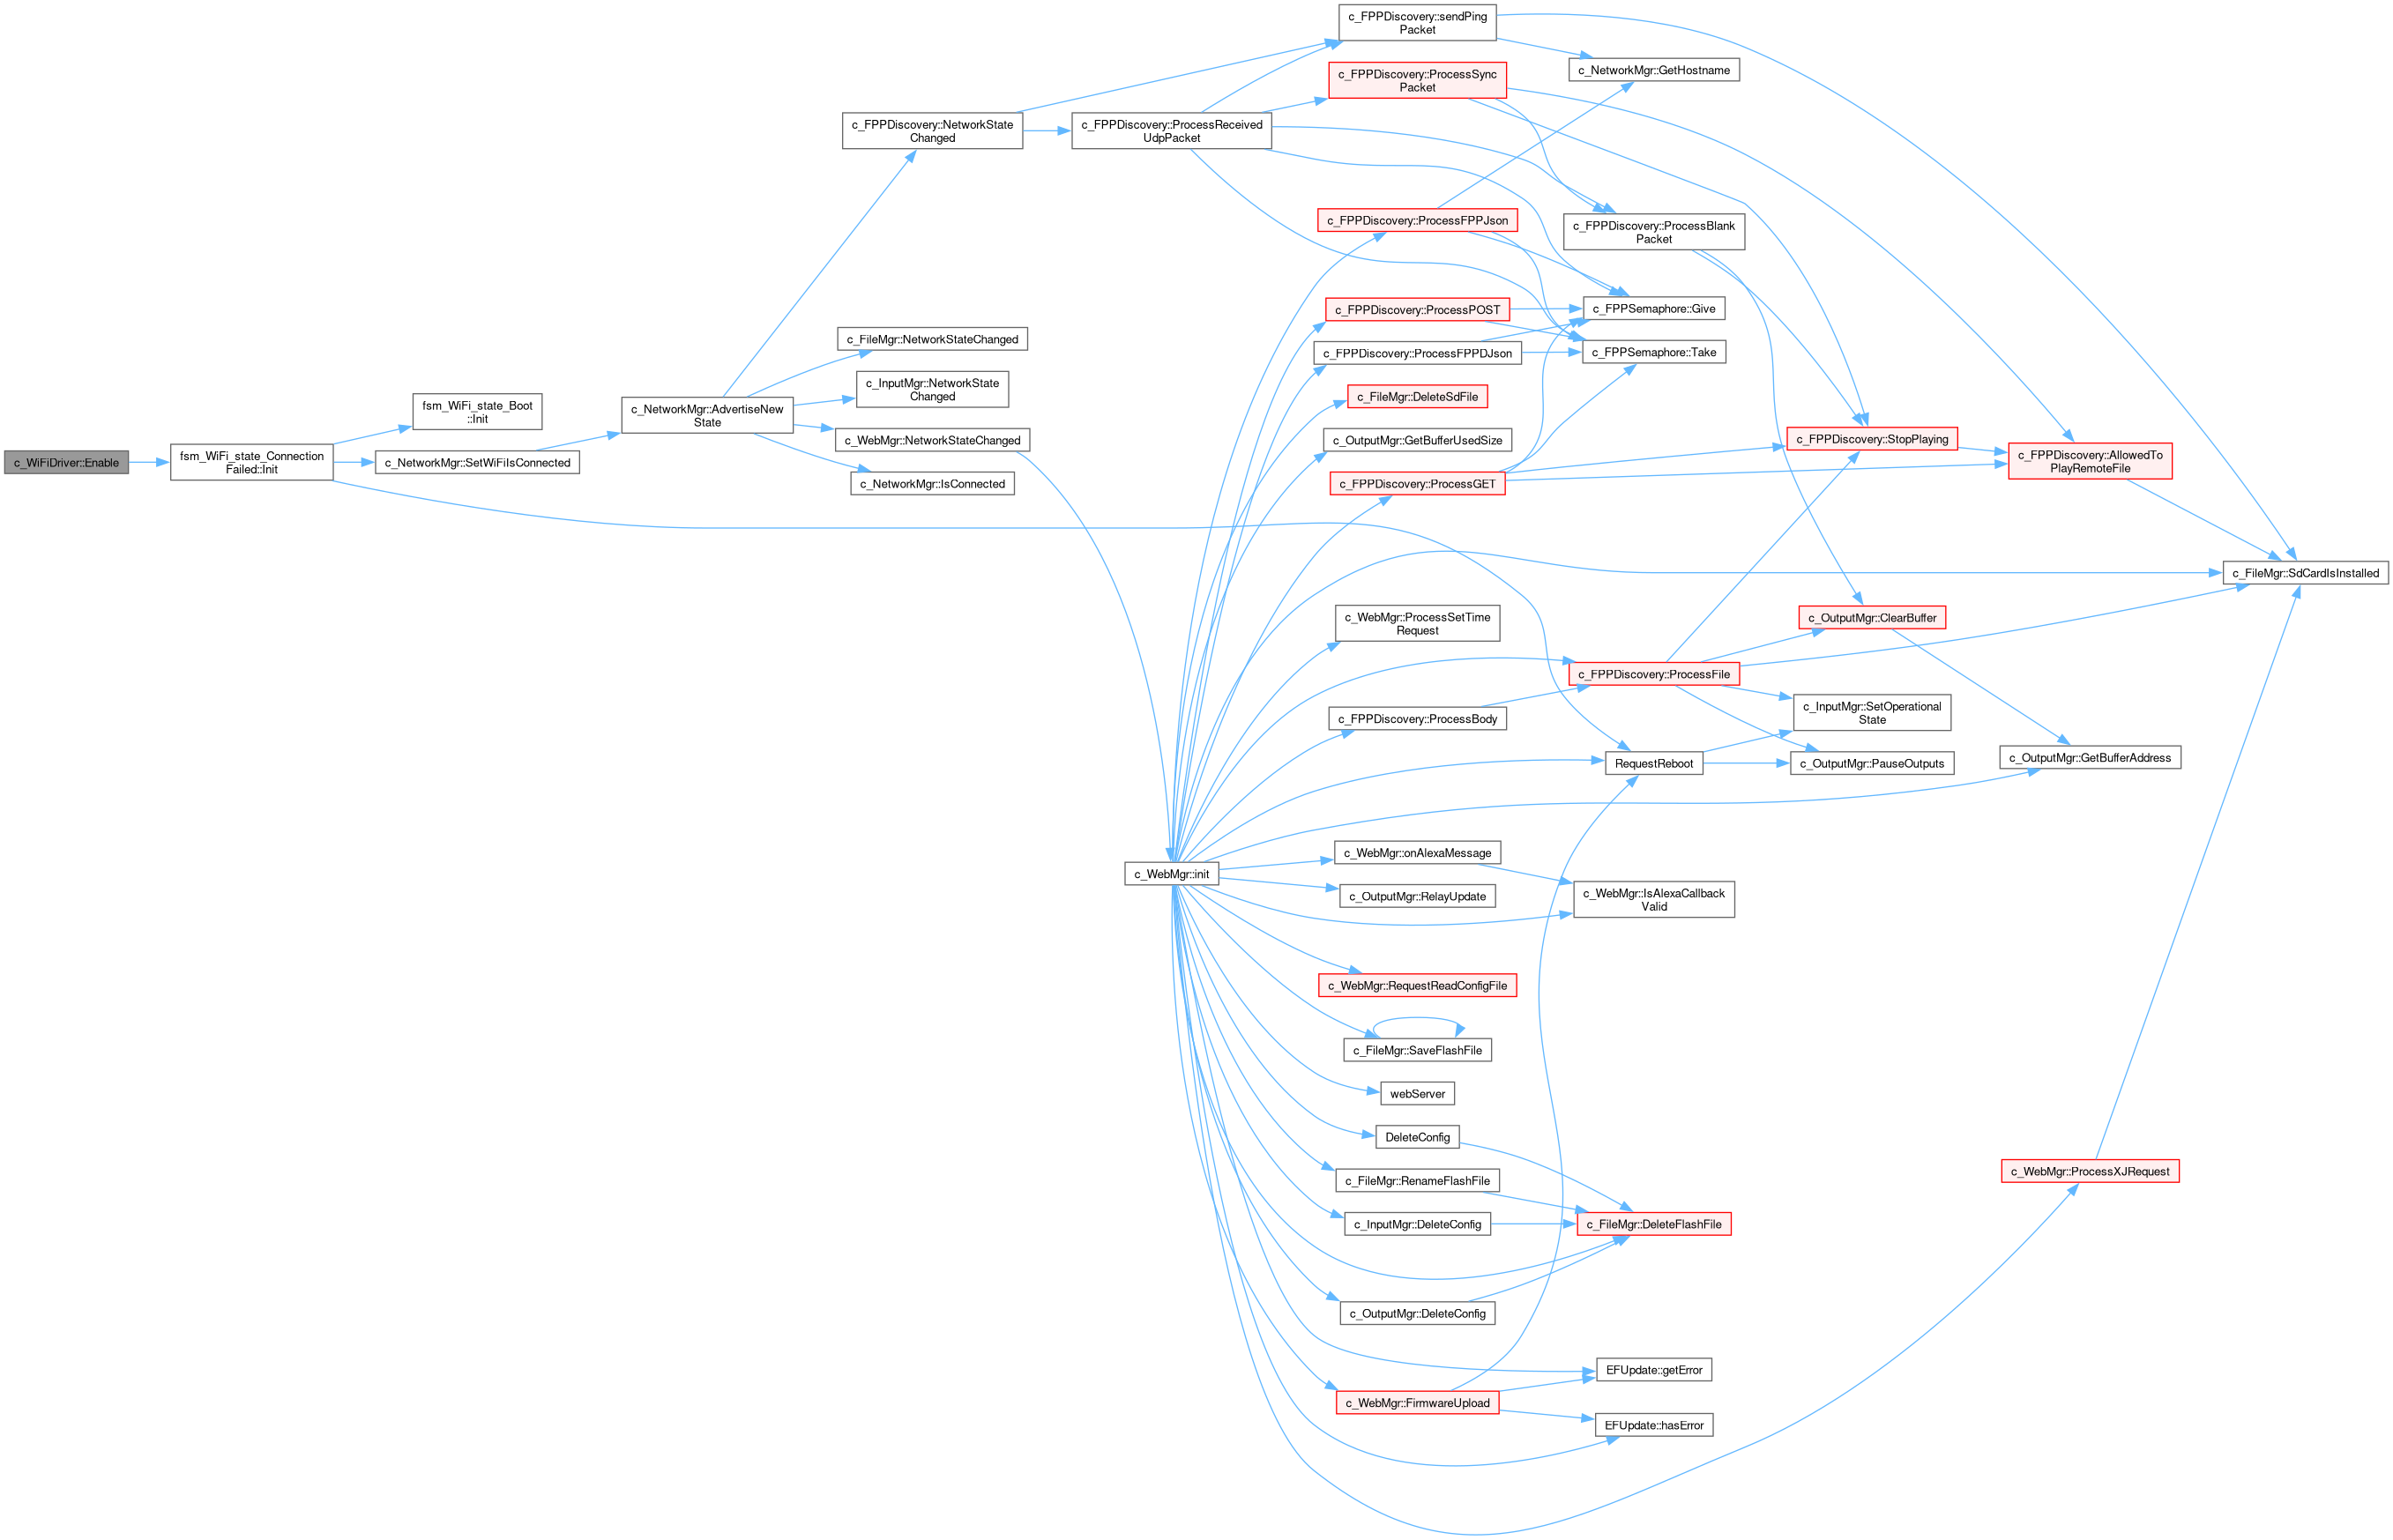 c_WiFiDriver::Enable
fsm_WiFi_state_Connection
Failed::Init
fsm_WiFi_state_Boot
::Init
c_NetworkMgr::SetWiFiIsConnected
c_NetworkMgr::AdvertiseNew
State
c_FPPDiscovery::NetworkState
Changed
c_FileMgr::NetworkStateChanged
c_InputMgr::NetworkState
Changed
c_WebMgr::NetworkStateChanged
c_NetworkMgr::IsConnected
c_FPPDiscovery::ProcessReceived
UdpPacket
c_WebMgr::init
c_FPPDiscovery::sendPing
Packet
c_FPPDiscovery::ProcessSync
Packet
c_FPPDiscovery::ProcessFPPJson
c_FPPDiscovery::ProcessPOST
c_FPPDiscovery::ProcessFPPDJson
c_FileMgr::DeleteSdFile
c_OutputMgr::GetBufferUsedSize
c_FPPDiscovery::ProcessGET
c_WebMgr::ProcessSetTime
Request
c_FPPDiscovery::ProcessBody
c_WebMgr::onAlexaMessage
c_OutputMgr::RelayUpdate
c_WebMgr::RequestReadConfigFile
c_FileMgr::SaveFlashFile
webServer
DeleteConfig
c_FileMgr::RenameFlashFile
c_InputMgr::DeleteConfig
c_OutputMgr::DeleteConfig
c_WebMgr::FirmwareUpload
c_NetworkMgr::GetHostname
c_FPPDiscovery::ProcessBlank
Packet
c_FPPSemaphore::Give
c_FPPSemaphore::Take
c_FPPDiscovery::ProcessFile
RequestReboot
c_WebMgr::IsAlexaCallback
Valid
c_FileMgr::DeleteFlashFile
EFUpdate::getError
EFUpdate::hasError
c_FPPDiscovery::StopPlaying
c_OutputMgr::ClearBuffer
c_InputMgr::SetOperational
State
c_OutputMgr::PauseOutputs
c_FPPDiscovery::AllowedTo
PlayRemoteFile
c_OutputMgr::GetBufferAddress
c_WebMgr::ProcessXJRequest
c_FileMgr::SdCardIsInstalled